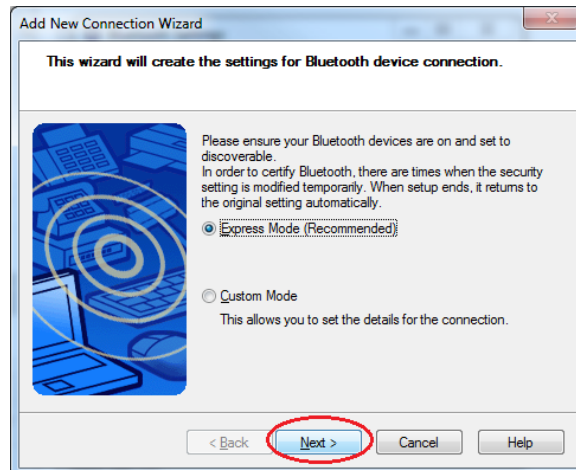 Add New Connection Wizard
This wizard will create the settings for Bluetooth device connection.
Please ensure your Bluetooth devices are on and set to
discoverable.
In order to certify Bluetooth, there are times when the security
setting is modified temporarily. When setup ends, it returns to
the original setting automatically.
Express Mode (Recommended)
Custom Mode
This allows you to set the details for the connection.
< Back Next > Cancel Help